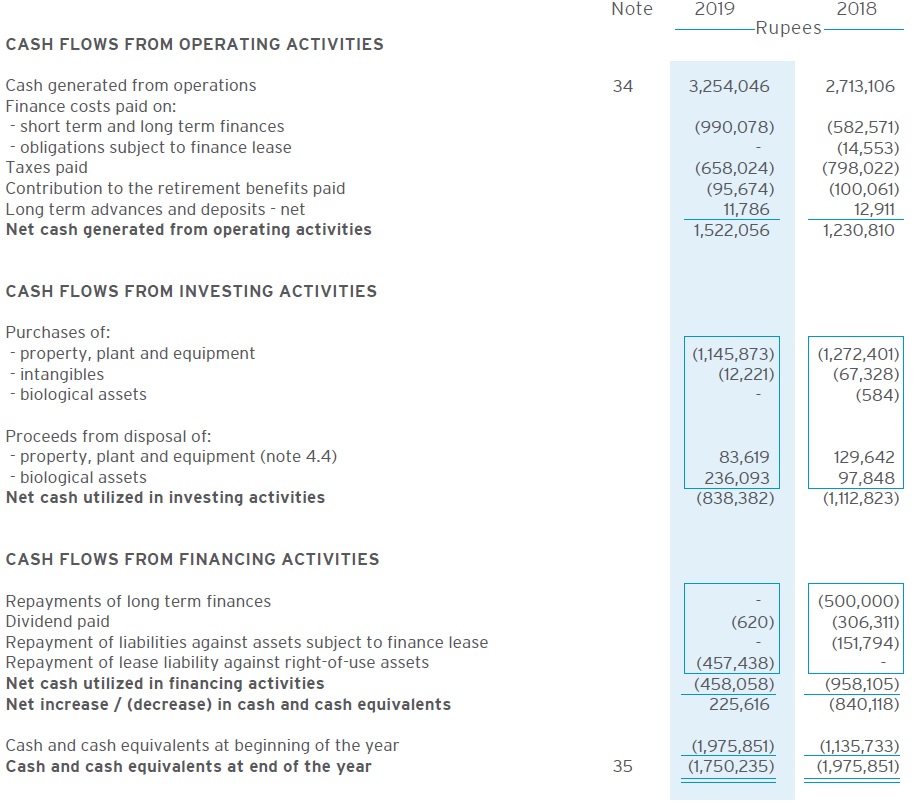 Note 2019 2018
Rupees
CASH FLOWS FROM OPERATING ACTIVITIES
Cash generated from operations 34 3,254,046 2,713,106
Finance costs paid on:
- short term and long term finances (990,078) (582,571)
- obligations subject to finance lease - (14,553)
Taxes paid (658,024) (798,022)
Contribution to the retirement benefits paid (95,674) (100,061)
Long term advances and deposits - net 11,786 12,911
Net cash generated from operating activities 1,522,056 1,230,810
CASH FLOWS FROM INVESTING ACTIVITIES
Purchases of:
- property, plant and equipment (1,145,873) (1,272,401)
- intangibles (12,221) (67,328)
- biological assets - (584)
Proceeds from disposal of:
- property, plant and equipment (note 4.4) 83,619 129,642
- biological assets 236,093 97,848
Net cash utilized in investing activities (838,382) (1,112,823)
CASH FLOWS FROM FINANCING ACTIVITIES
Repayments of long term finances - (500,000)
Dividend paid (620) (306,311)
Repayment of liabilities against assets subject to finance lease - (151,794)
Repayment of lease liability against right-of-use assets (457,438) -
Net cash utilized in financing activities (458,058) (958,105)
Net increase / (decrease) in cash and cash equivalents 225,616 (840,118)
Cash and cash equivalents at beginning of the year (1,975,851) (1,135,733)
Cash and cash equivalents at end of the year 35 (1,750,235) (1,975,851)